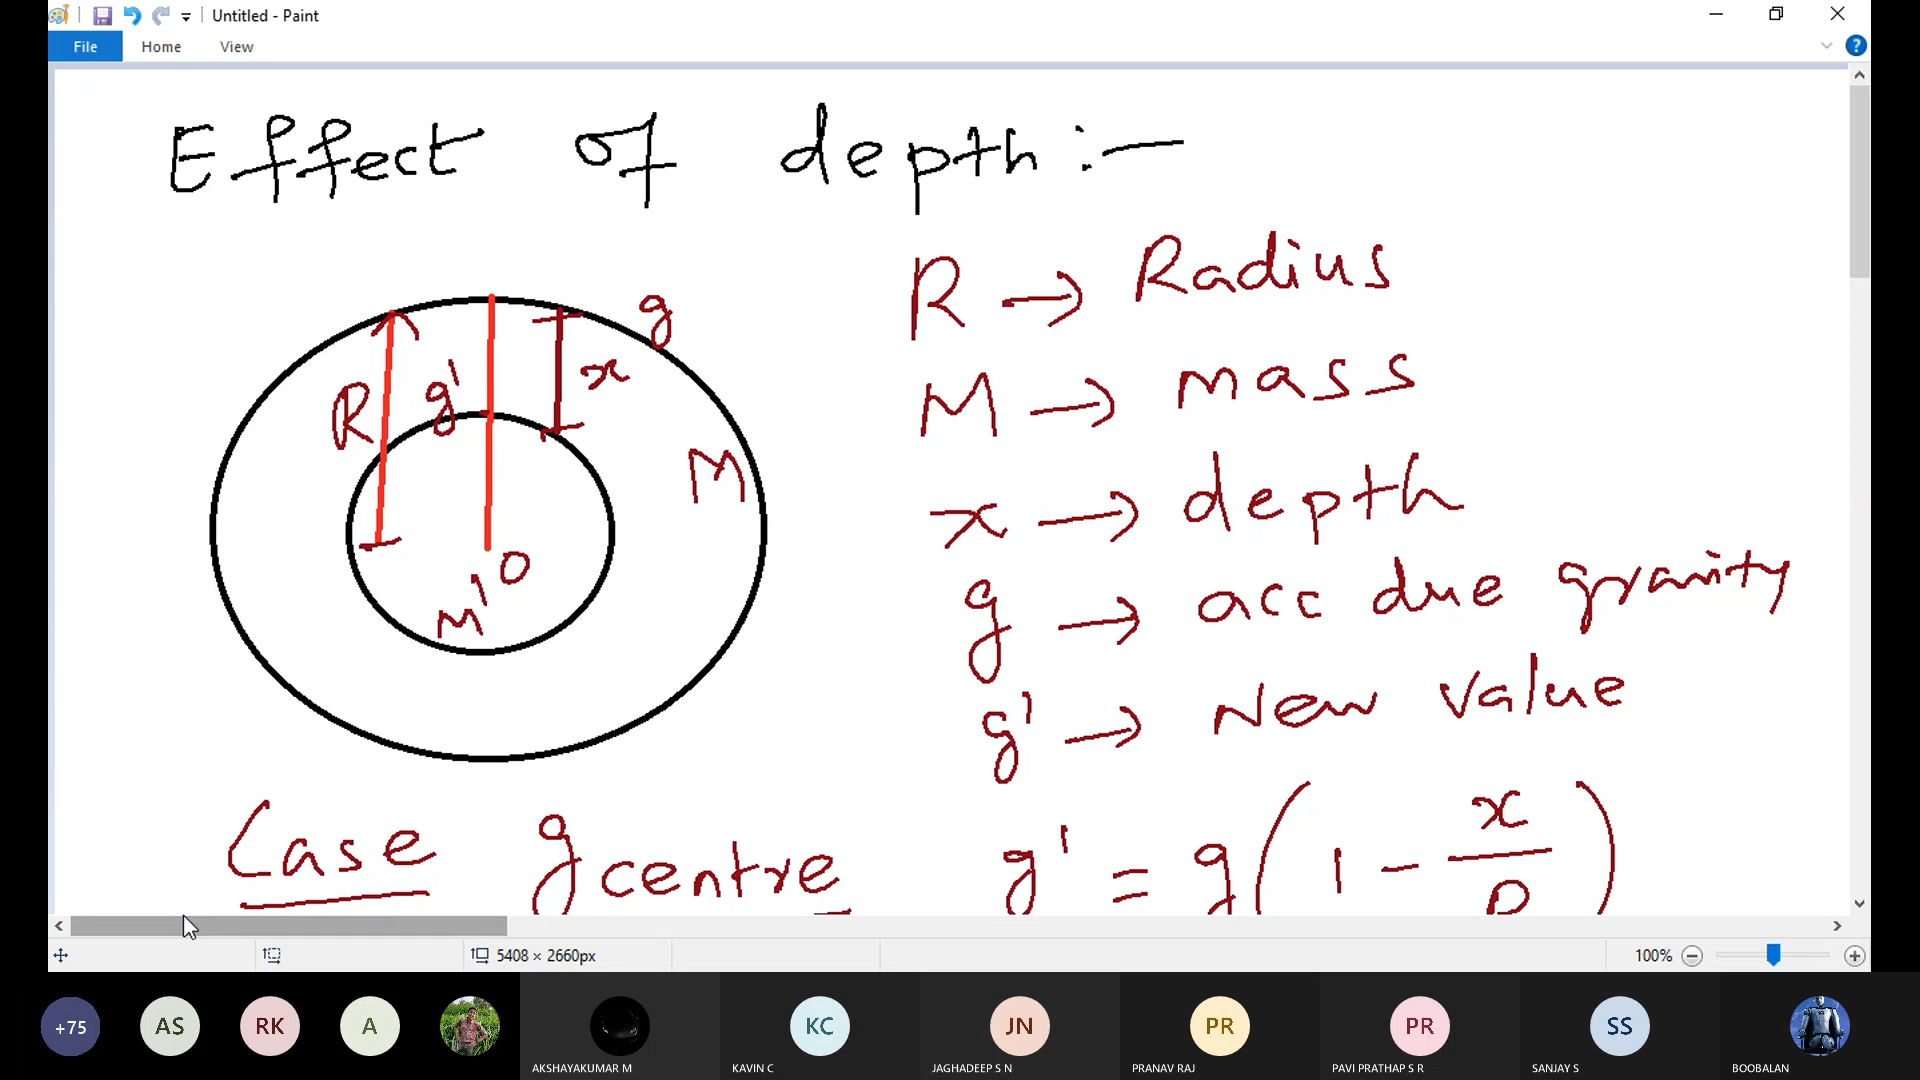 Untitled - Paint
File Home View
Effect of depth :-
R → Radius
M → mass
x → depth
g → acc due gravity
g' → New value
g
x
R
g'
M
O
M'
Case g centre
g' = g(1 - x/R)
5408 × 2660px
100%
+75
AS
RK
A
KC
JN
PR
PR
SS
AKSHAYAKUMAR M
KAVIN C
JAGHADEEP S N
PRANAV RAJ
PAVI PRATHAP S R
SANJAY S
BOOBALAN